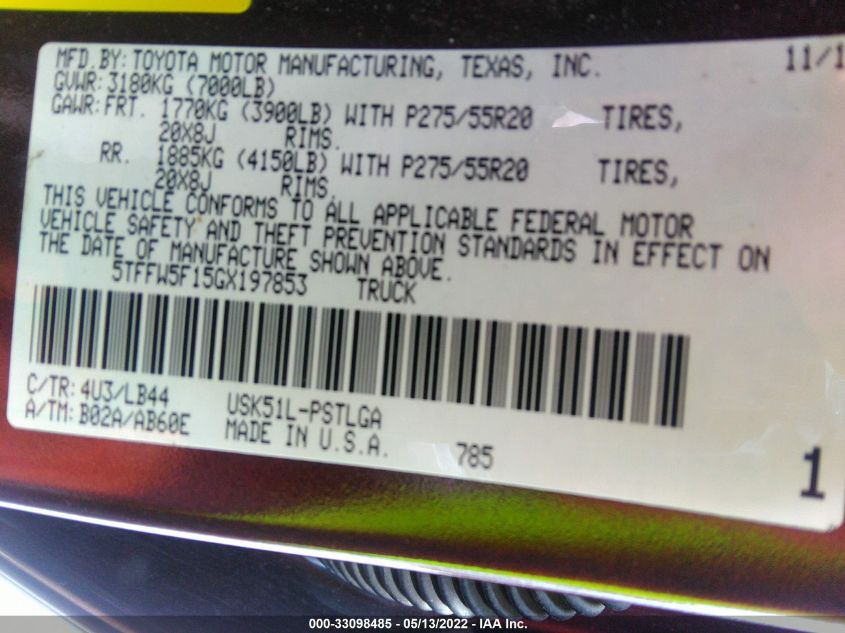 MFD.BY: TOYOTA MOTOR MANUFACTURING, TEXAS, INC. 11/1
GVWR: 3180KG (7000LB)
GAWR: FRT. 1770KG (3900LB) WITH P275/55R20 TIRES,
20X8J RIMS.
RR. 1885KG (4150LB) WITH P275/55R20 TIRES,
20X8J RIMS.
THIS VEHICLE CONFORMS TO ALL APPLICABLE FEDERAL MOTOR
VEHICLE SAFETY AND THEFT PREVENTION STANDARDS IN EFFECT ON
THE DATE OF MANUFACTURE SHOWN ABOVE.
5TFFW5F15GX197853 TRUCK
C/TR: 4U3/LB44
A/TM: B02A/AB60E
USK51L-PSTLGA
MADE IN U.S.A. 785
1
000-33098485 - 05/13/2022 - IAA Inc.